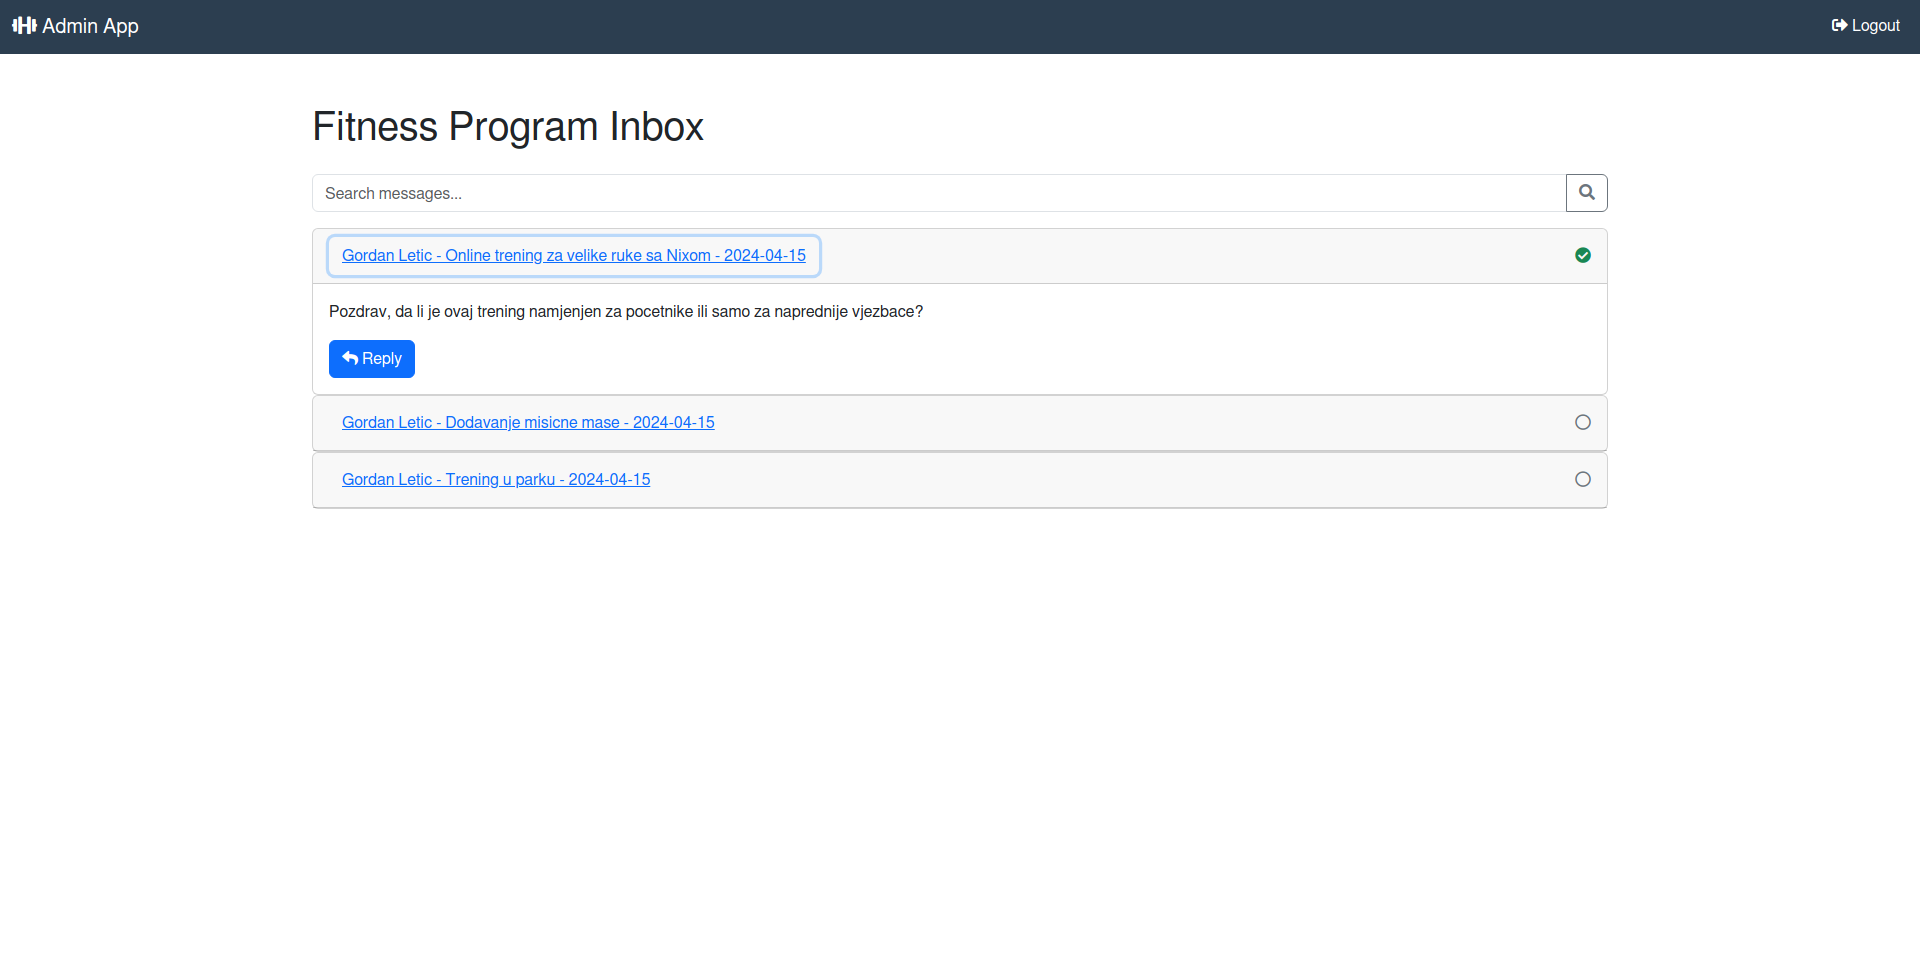 Admin App
Logout
Fitness Program Inbox
Search messages...
Gordan Letic - Online trening za velike ruke sa Nixom - 2024-04-15
Pozdrav, da li je ovaj trening namjenjen za pocetnike ili samo za naprednije vjezbace?
Reply
Gordan Letic - Dodavanje misicne mase - 2024-04-15
Gordan Letic - Trening u parku - 2024-04-15